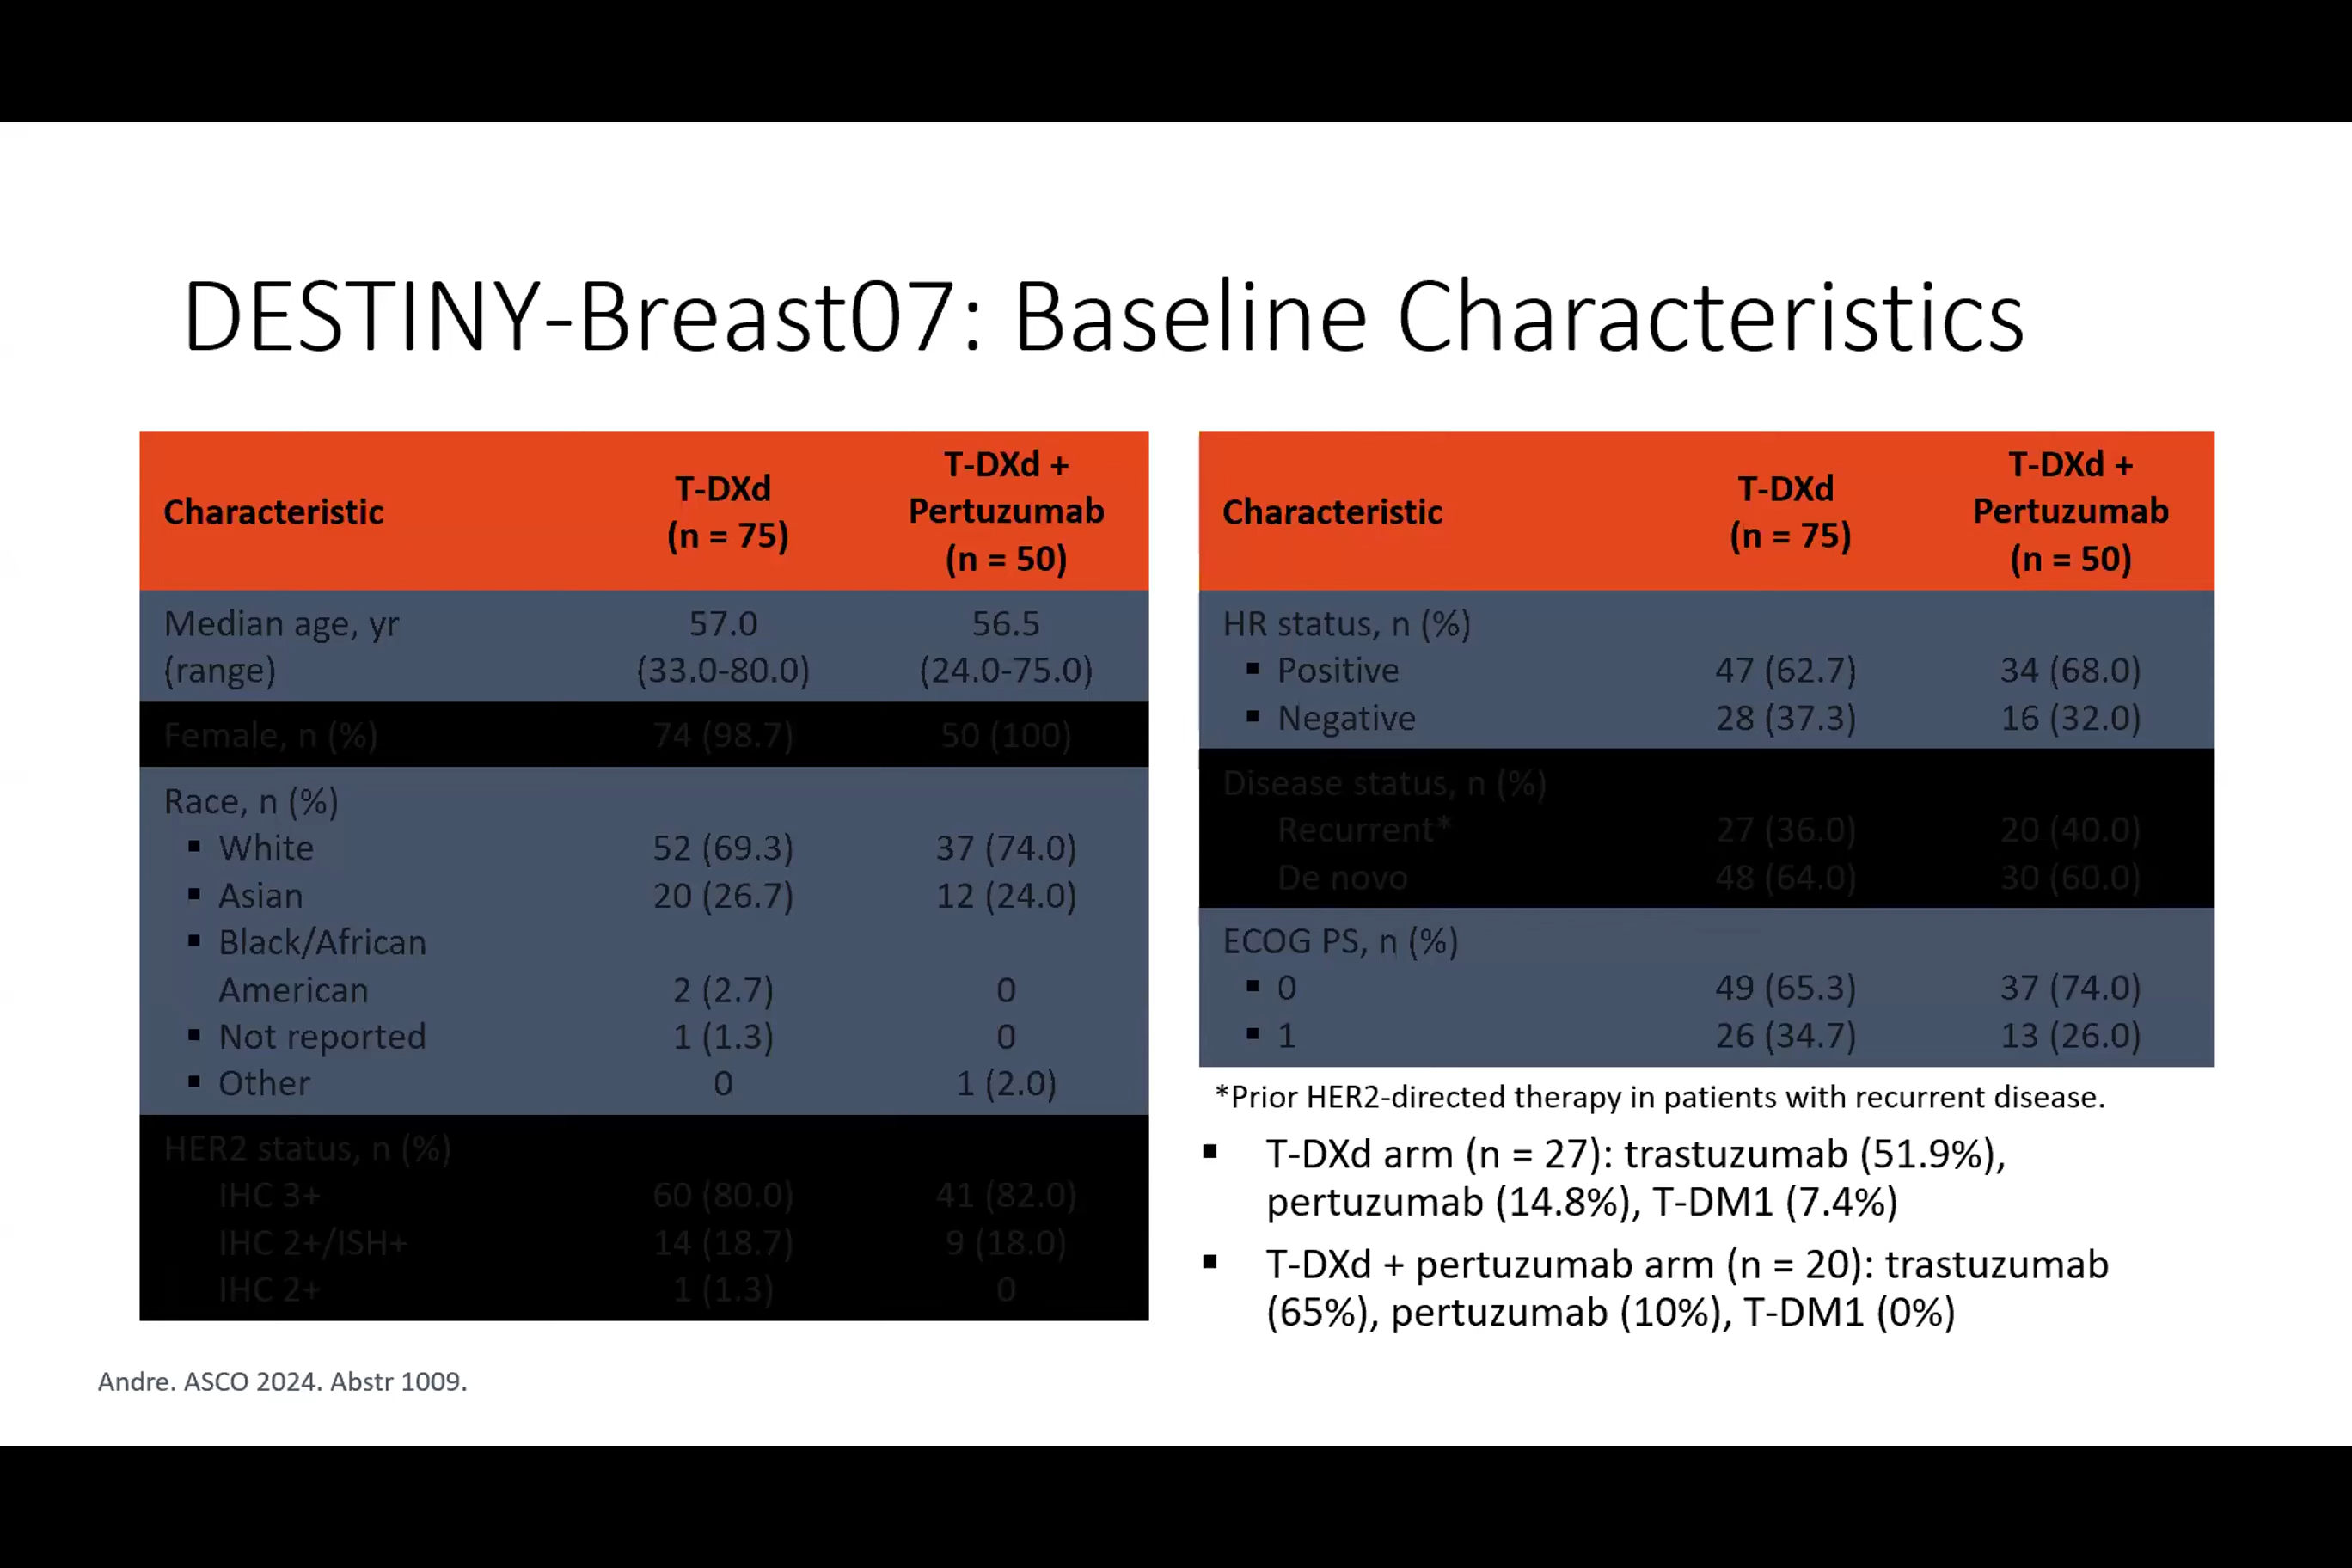 DESTINY-Breast07: Baseline Characteristics
Characteristic T-DXd (n = 75) T-DXd + Pertuzumab (n = 50)
Median age, yr (range) 57.0 (33.0-80.0) 56.5 (24.0-75.0)
Female, n (%) 74 (98.7) 50 (100)
Race, n (%)
▪ White 52 (69.3) 37 (74.0)
▪ Asian 20 (26.7) 12 (24.0)
▪ Black/African
American 2 (2.7) 0
▪ Not reported 1 (1.3) 0
▪ Other 0 1 (2.0)
HER2 status, n (%)
IHC 3+ 60 (80.0) 41 (82.0)
IHC 2+/ISH+ 14 (18.7) 9 (18.0)
IHC 2+ 1 (1.3) 0
Characteristic T-DXd (n = 75) T-DXd + Pertuzumab (n = 50)
HR status, n (%)
▪ Positive 47 (62.7) 34 (68.0)
▪ Negative 28 (37.3) 16 (32.0)
Disease status, n (%)
Recurrent* 27 (36.0) 20 (40.0)
De novo 48 (64.0) 30 (60.0)
ECOG PS, n (%)
▪ 0 49 (65.3) 37 (74.0)
▪ 1 26 (34.7) 13 (26.0)
*Prior HER2-directed therapy in patients with recurrent disease.
▪ T-DXd arm (n = 27): trastuzumab (51.9%),
pertuzumab (14.8%), T-DM1 (7.4%)
▪ T-DXd + pertuzumab arm (n = 20): trastuzumab
(65%), pertuzumab (10%), T-DM1 (0%)
Andre. ASCO 2024. Abstr 1009.